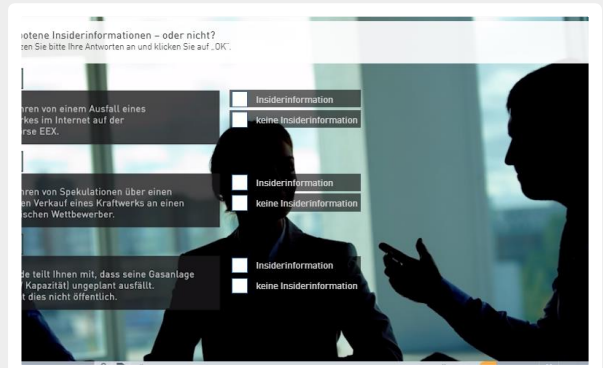 otene Insiderinformationen – oder nicht?
zen Sie bitte Ihre Antworten an und klicken Sie auf „OK“.
hren von einem Ausfall eines
rkes im Internet auf der
rse EEX.
Insiderinformation
keine Insiderinformation
hren von Spekulationen über einen
en Verkauf eines Kraftwerks an einen
ischen Wettbewerber.
Insiderinformation
keine Insiderinformation
de teilt Ihnen mit, dass seine Gasanlage
Kapazität) ungeplant ausfällt.
t dies nicht öffentlich.
Insiderinformation
keine Insiderinformation